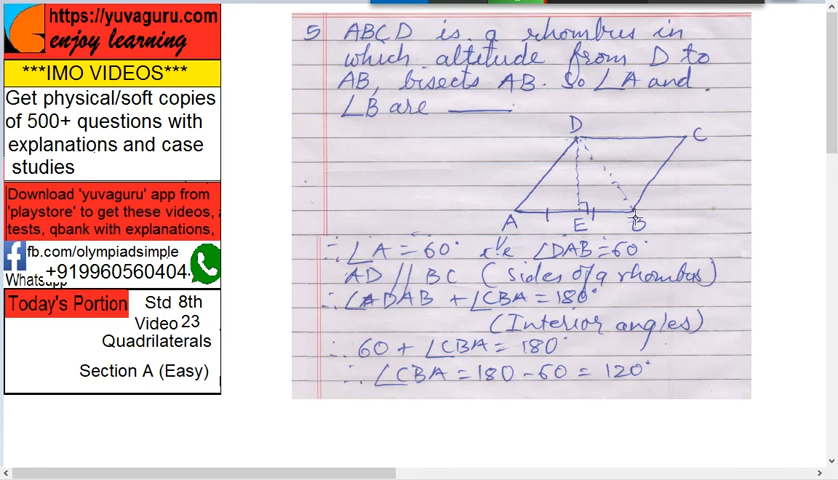 https://yuvaguru.com
enjoy learning
***IMO VIDEOS***
Get physical/soft copies
of 500+ questions with
explanations and case
studies
Download 'yuvaguru' app from
'playstore' to get these videos,
tests, qbank with explanations,
fb.com/olympiadsimple
Whatsapp
+919960560404
Today's Portion
Std 8th
Video 23
Quadrilaterals
Section A (Easy)
5 ABCD is a rhombus in
which altitude from D to
AB, bisects AB. So ∠A and
∠B are ____
D
C
A
E
B
∴ ∠A = 60° i.e ∠DAB = 60°
AD // BC (Sides of a rhombus)
∴ ∠DAB + ∠CBA = 180°
(Interior angles)
∴ 60 + ∠CBA = 180°
∴ ∠CBA = 180 - 60 = 120°